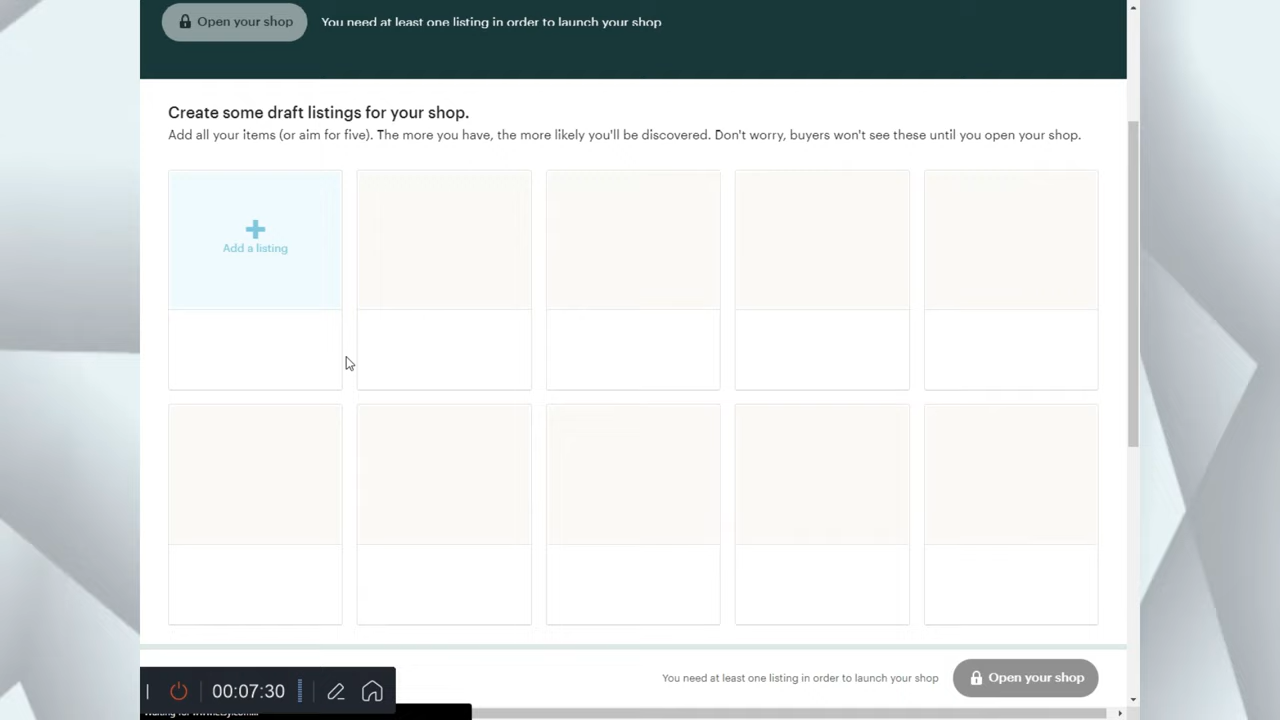 Open your shop
You need at least one listing in order to launch your shop
Create some draft listings for your shop.
Add all your items (or aim for five). The more you have, the more likely you'll be discovered. Don't worry, buyers won't see these until you open your shop.
Add a listing
You need at least one listing in order to launch your shop
Open your shop
00:07:30